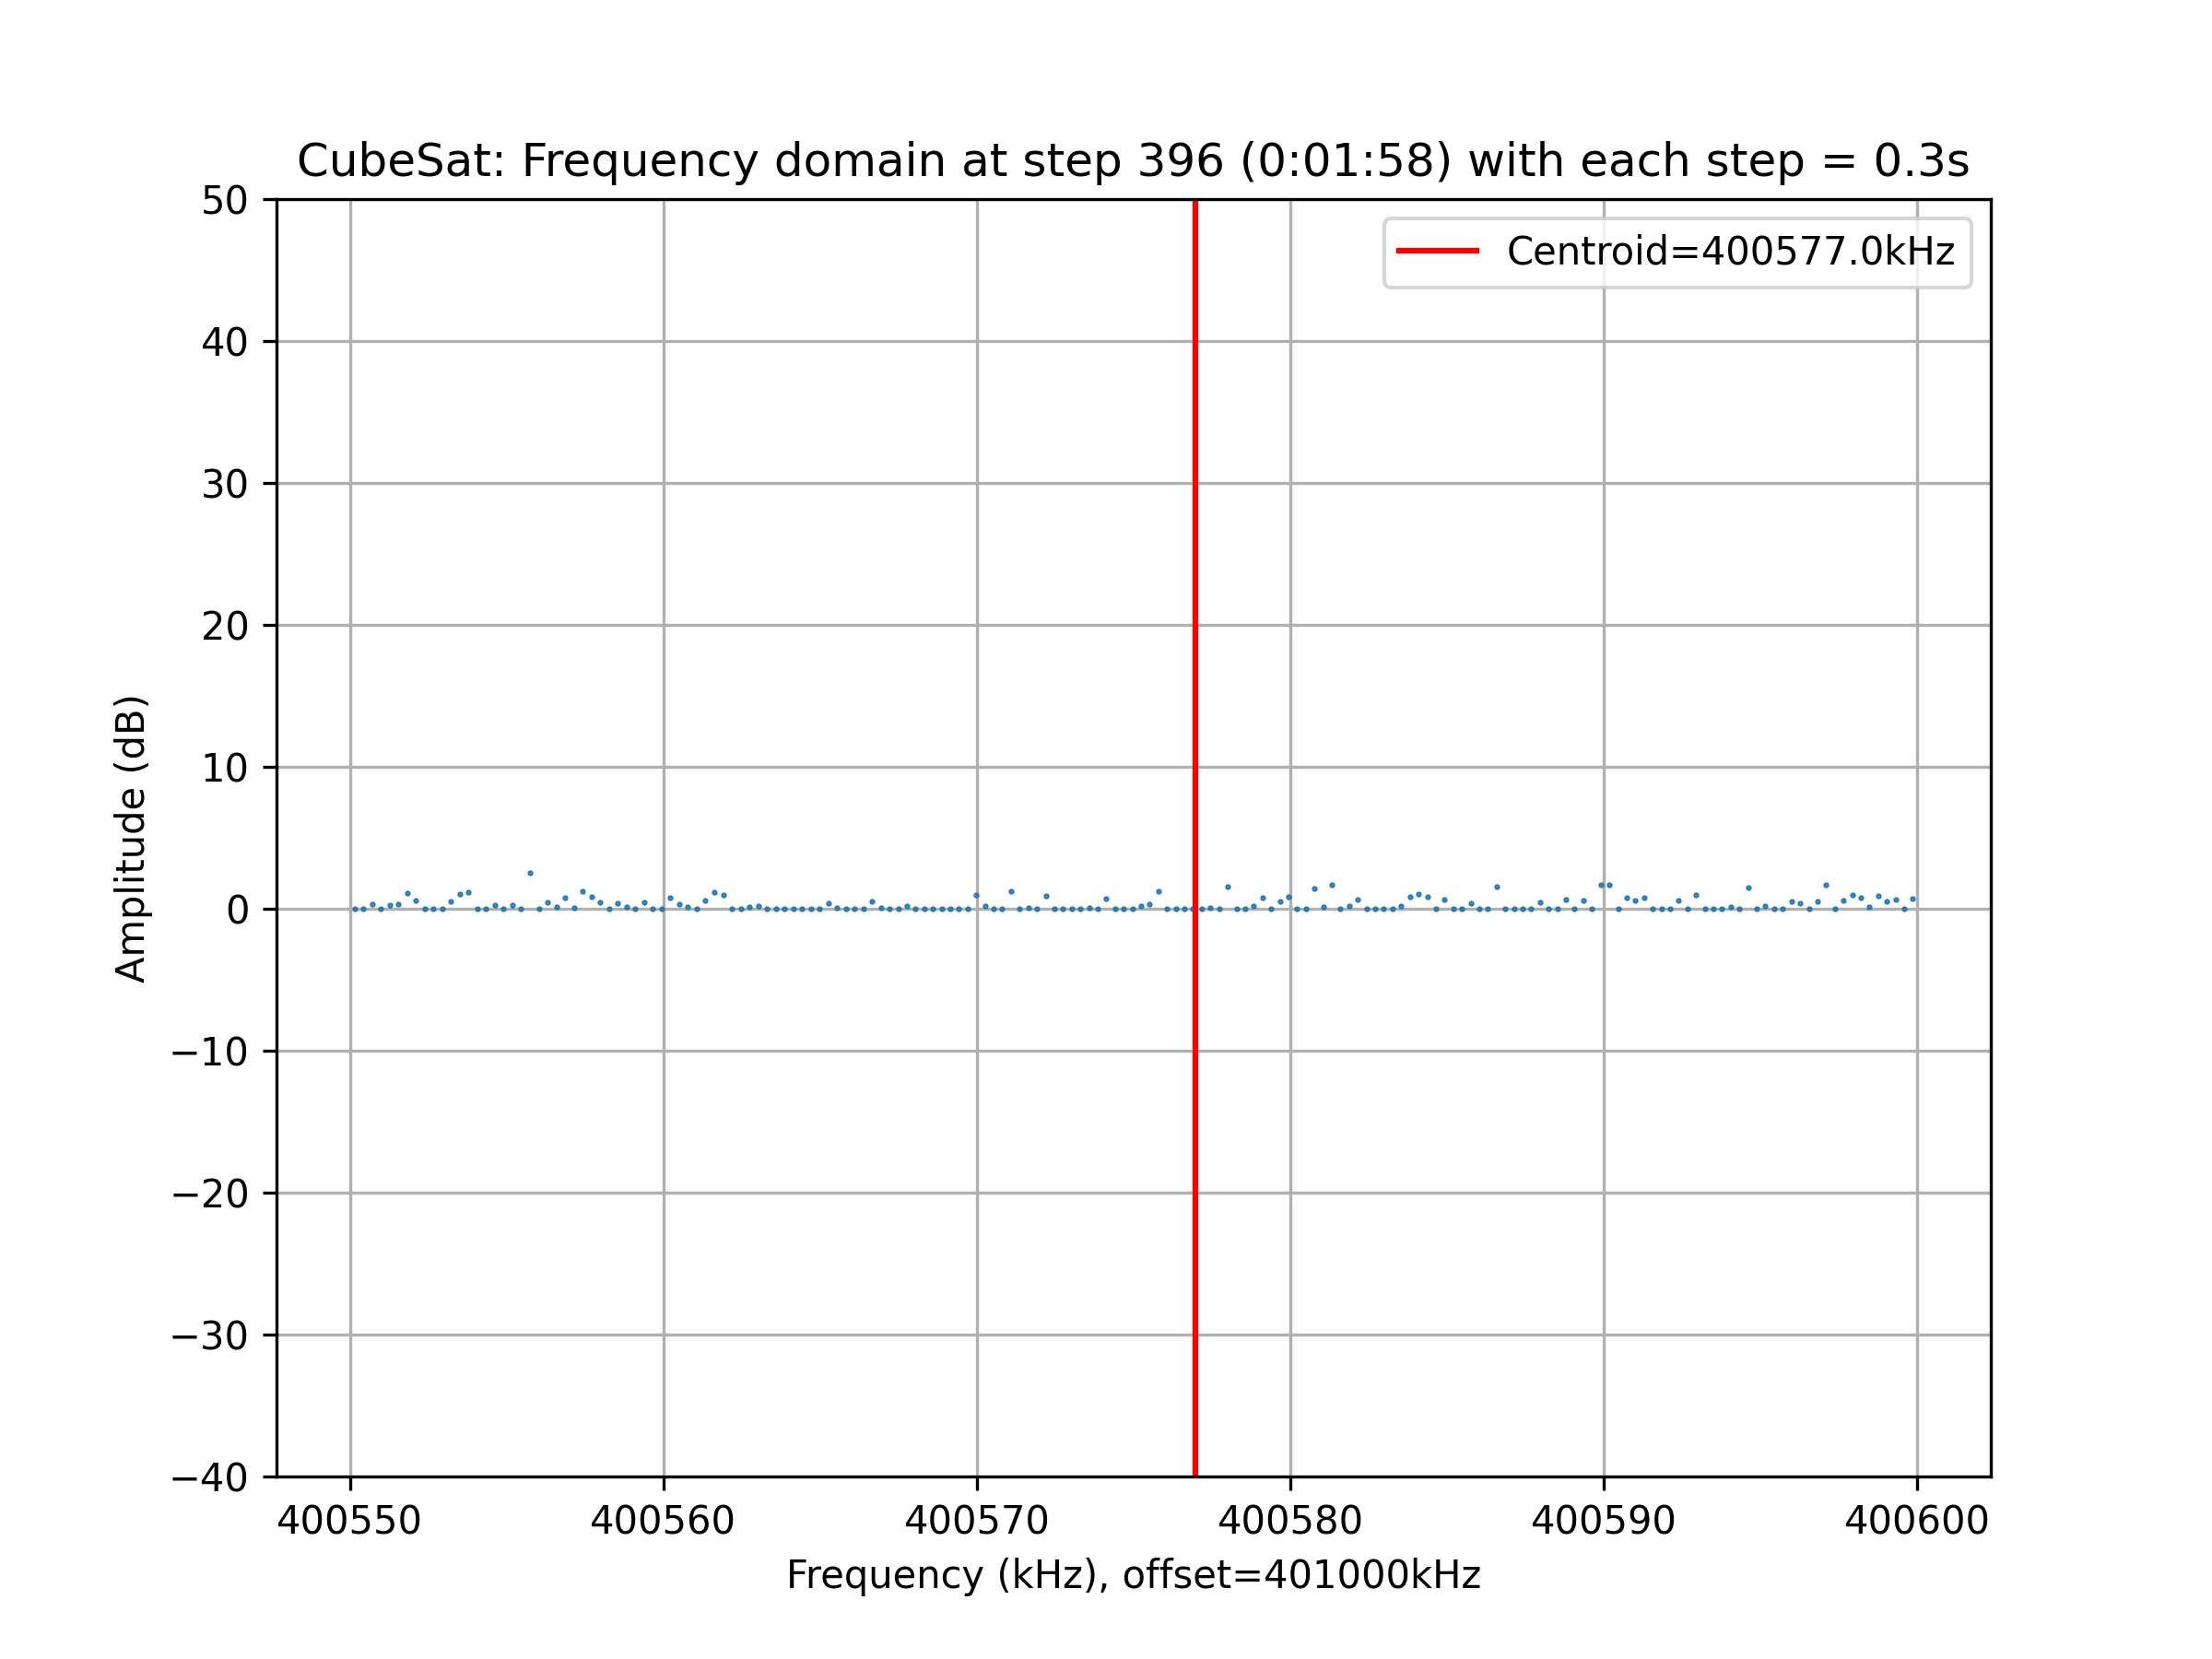 CubeSat: Frequency domain at step 396 (0:01:58) with each step = 0.3s
Centroid=400577.0kHz
50
40
30
20
10
0
−10
−20
−30
−40
Amplitude (dB)
400550 400560 400570 400580 400590 400600
Frequency (kHz), offset=401000kHz